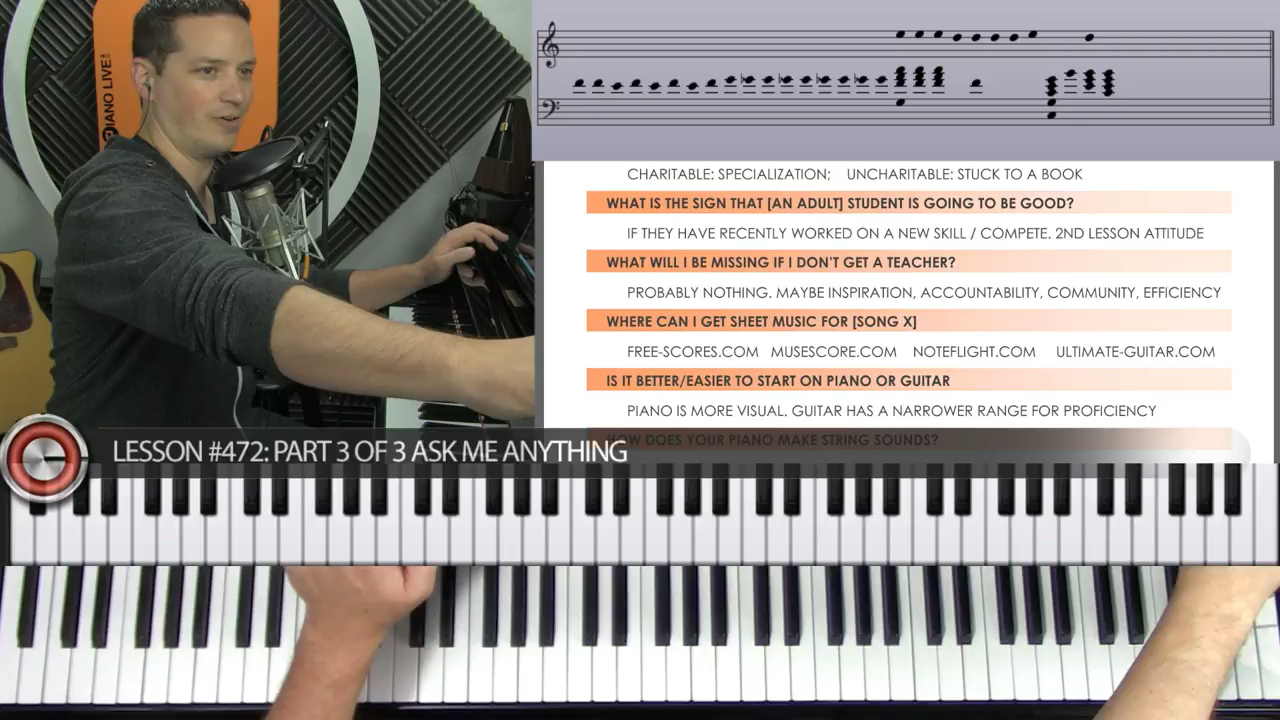 PIANO LIVE!
CHARITABLE: SPECIALIZATION; UNCHARITABLE: STUCK TO A BOOK
WHAT IS THE SIGN THAT [AN ADULT] STUDENT IS GOING TO BE GOOD?
IF THEY HAVE RECENTLY WORKED ON A NEW SKILL / COMPETE. 2ND LESSON ATTITUDE
WHAT WILL I BE MISSING IF I DON'T GET A TEACHER?
PROBABLY NOTHING. MAYBE INSPIRATION, ACCOUNTABILITY, COMMUNITY, EFFICIENCY
WHERE CAN I GET SHEET MUSIC FOR [SONG X]
FREE-SCORES.COM MUSESCORE.COM NOTEFLIGHT.COM ULTIMATE-GUITAR.COM
IS IT BETTER/EASIER TO START ON PIANO OR GUITAR
PIANO IS MORE VISUAL. GUITAR HAS A NARROWER RANGE FOR PROFICIENCY
HOW DOES YOUR PIANO MAKE STRING SOUNDS?
LESSON #472: PART 3 OF 3 ASK ME ANYTHING